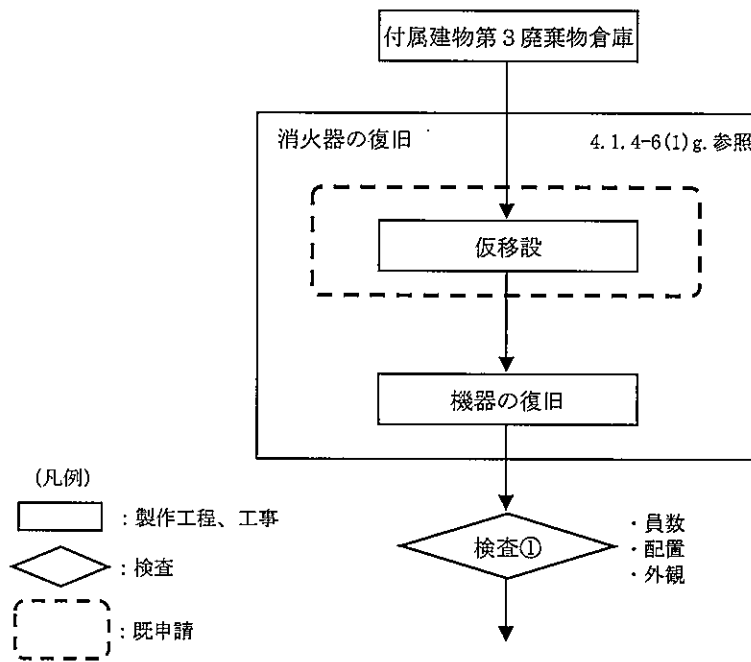 付属建物第３廃棄物倉庫
消火器の復旧
4.1.4-6(1)g.参照
仮移設
機器の復旧
検査①
・員数
・配置
・外観
(凡例)
：製作工程、工事
：検査
：既申請